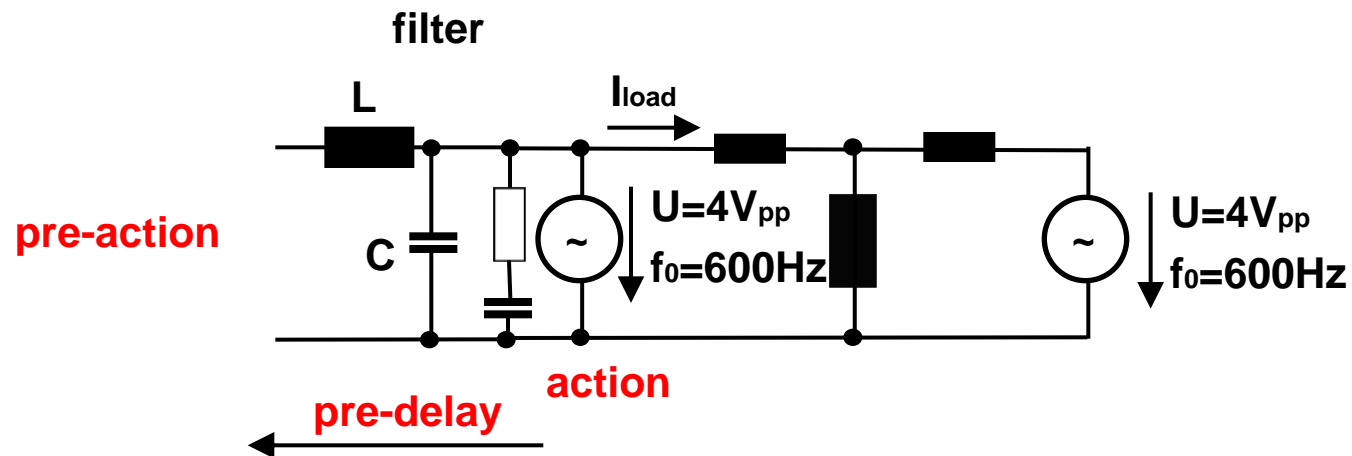 filter
L
Iload
pre-action
C
~
U=4Vpp
f0=600Hz
~
U=4Vpp
f0=600Hz
action
pre-delay